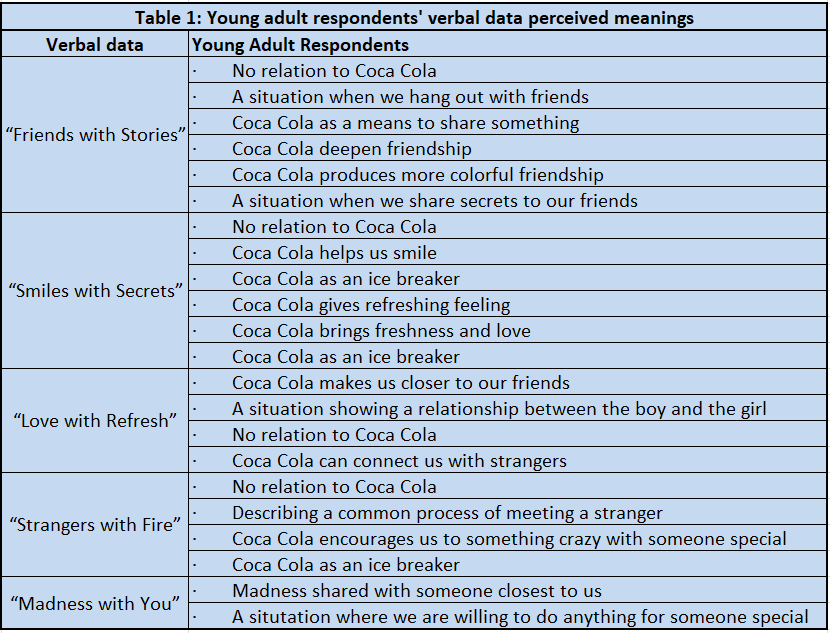 Table 1: Young adult respondents' verbal data perceived meanings
Verbal data Young Adult Respondents
“Friends with Stories”
· No relation to Coca Cola
· A situation when we hang out with friends
· Coca Cola as a means to share something
· Coca Cola deepen friendship
· Coca Cola produces more colorful friendship
· A situation when we share secrets to our friends
“Smiles with Secrets”
· No relation to Coca Cola
· Coca Cola helps us smile
· Coca Cola as an ice breaker
· Coca Cola gives refreshing feeling
· Coca Cola brings freshness and love
· Coca Cola as an ice breaker
“Love with Refresh”
· Coca Cola makes us closer to our friends
· A situation showing a relationship between the boy and the girl
· No relation to Coca Cola
· Coca Cola can connect us with strangers
“Strangers with Fire”
· No relation to Coca Cola
· Describing a common process of meeting a stranger
· Coca Cola encourages us to something crazy with someone special
· Coca Cola as an ice breaker
“Madness with You”
· Madness shared with someone closest to us
· A situtation where we are willing to do anything for someone special